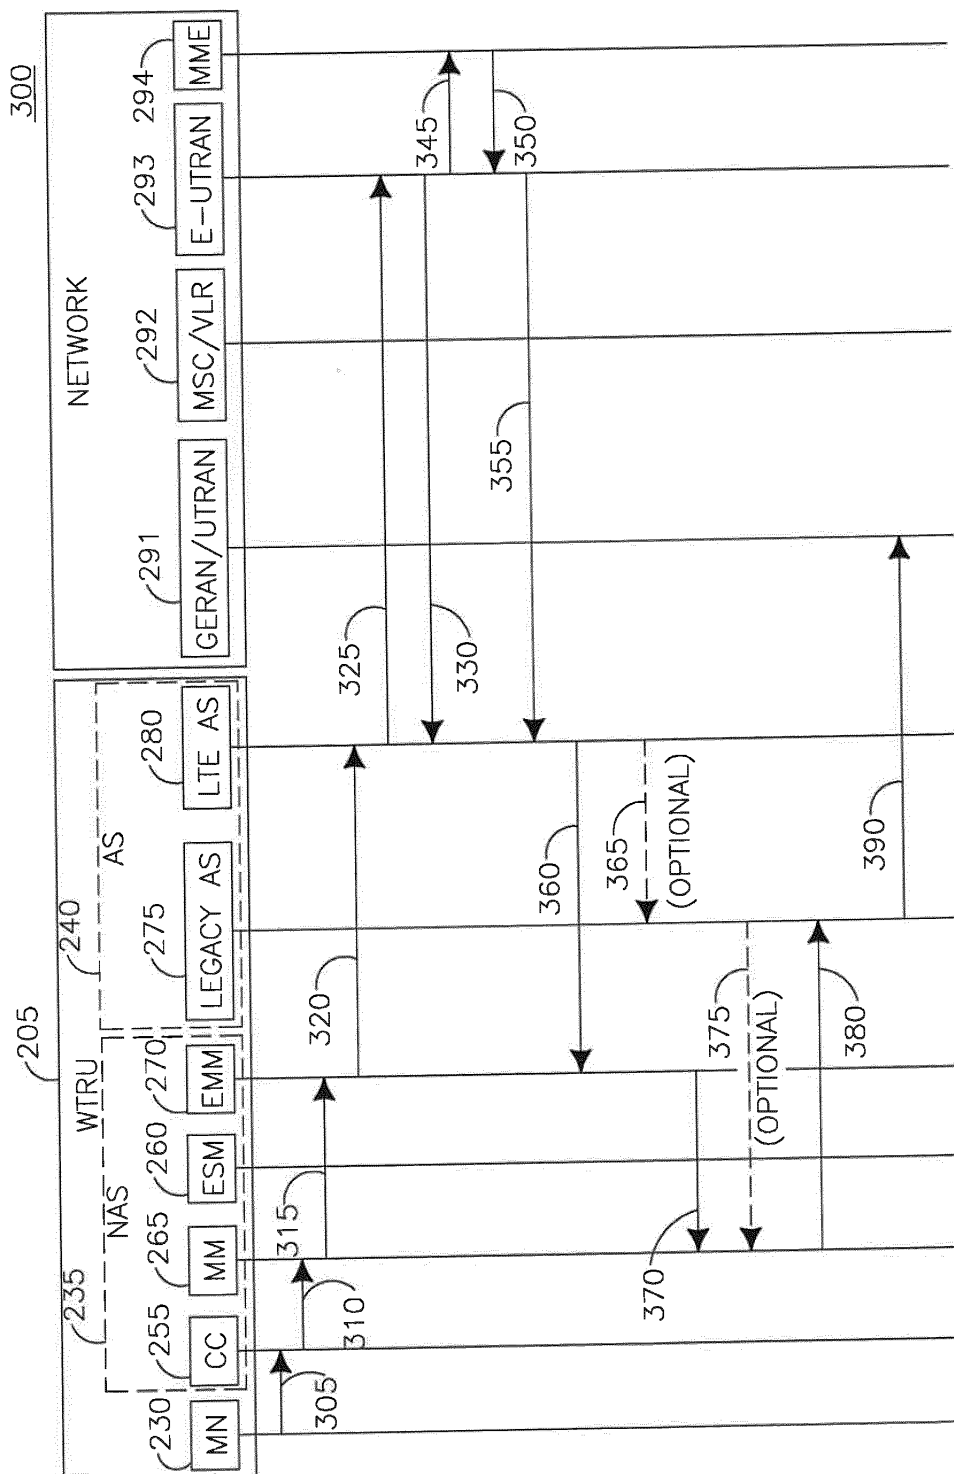 300
205
WTRU
NETWORK
235
NAS
240
AS
230
MN
255
CC
265
MM
260
ESM
270
EMM
275
LEGACY AS
280
LTE AS
291
GERAN/UTRAN
292
MSC/VLR
293
E-UTRAN
294
MME
305
310
315
320
325
330
345
350
355
360
365
(OPTIONAL)
370
375
(OPTIONAL)
380
390